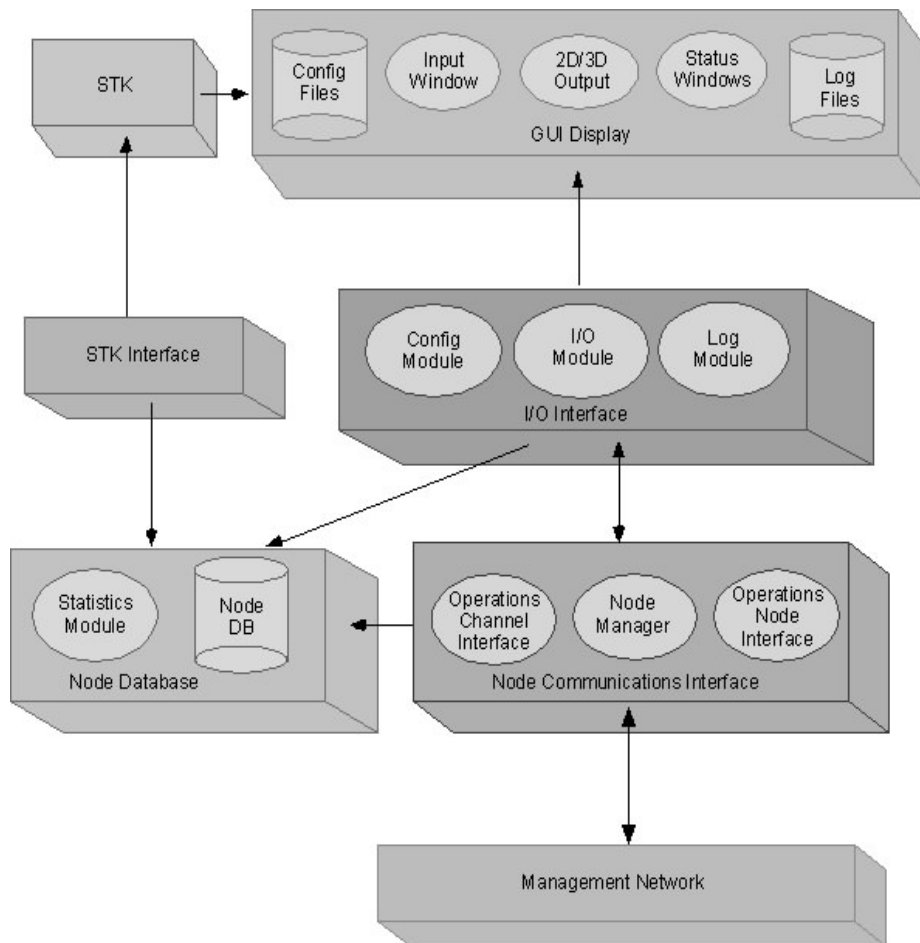 STK
Config
Files
Input
Window
2D/3D
Output
Status
Windows
Log
Files
GUI Display
STK Interface
Config
Module
I/O
Module
Log
Module
I/O Interface
Statistics
Module
Node
DB
Node Database
Operations
Channel
Interface
Node
Manager
Operations
Node
Interface
Node Communications Interface
Management Network